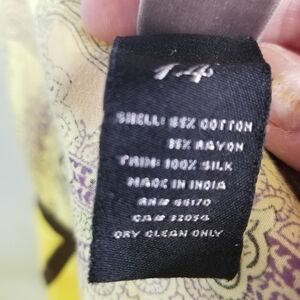 14
SHELL: 85% COTTON
15% RAYON
TRIM: 100% SILK
MADE IN INDIA
RN# 66170
CA# 32054
DRY CLEAN ONLY